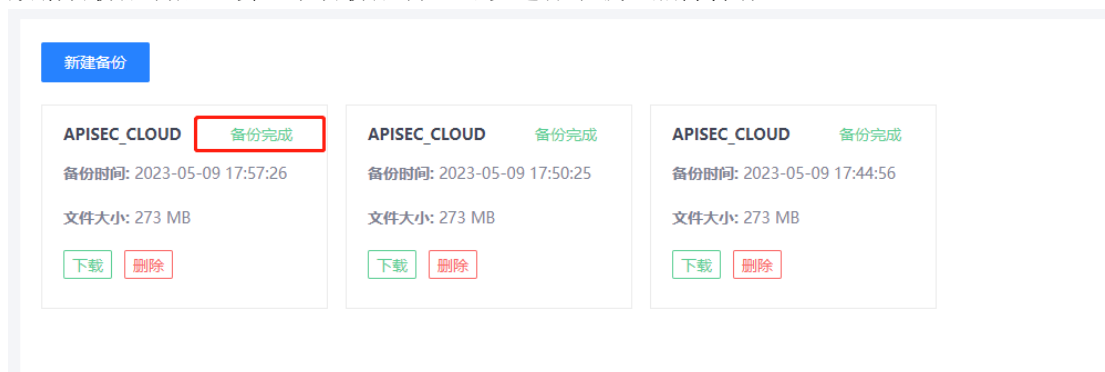 新建备份
APISEC_CLOUD 备份完成
备份时间: 2023-05-09 17:57:26
文件大小: 273 MB
下载 删除
APISEC_CLOUD 备份完成
备份时间: 2023-05-09 17:50:25
文件大小: 273 MB
下载 删除
APISEC_CLOUD 备份完成
备份时间: 2023-05-09 17:44:56
文件大小: 273 MB
下载 删除